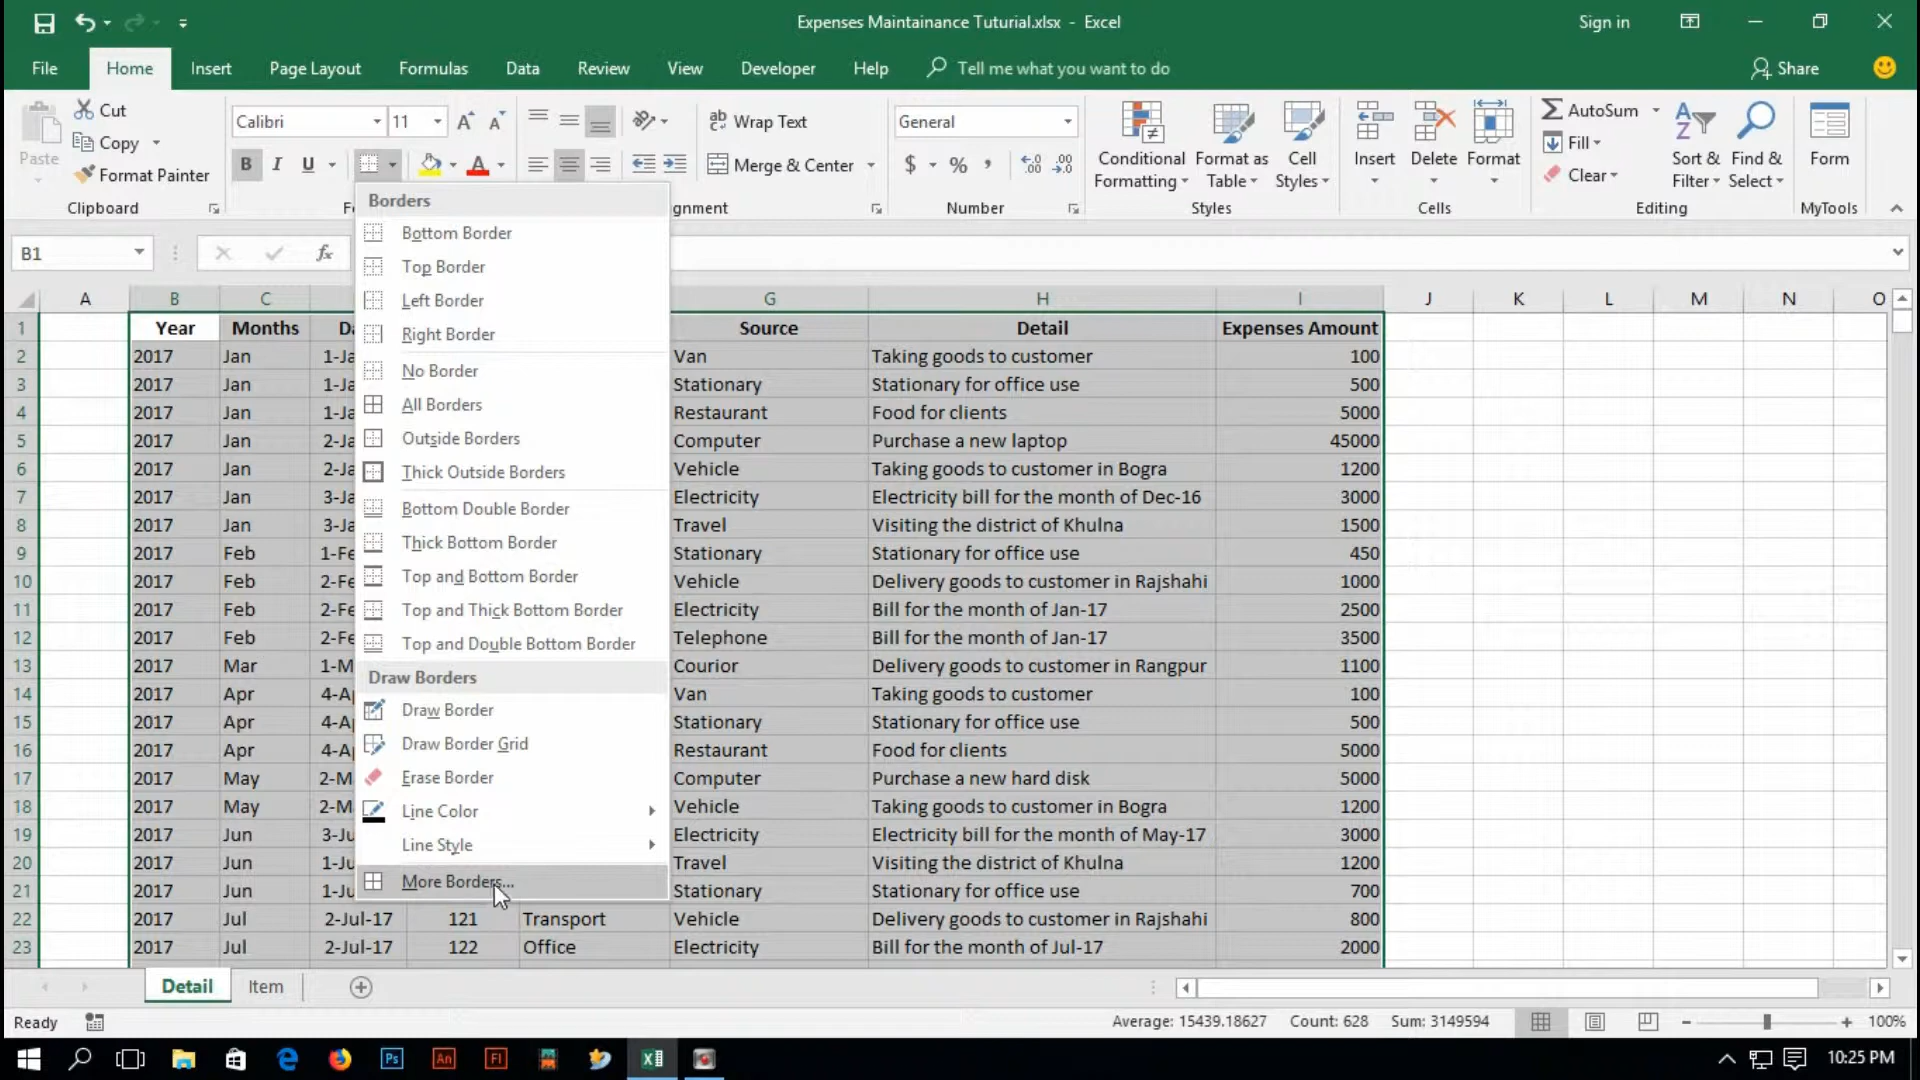 Expenses Maintainance Tuturial.xlsx - Excel
Sign in
File Home Insert Page Layout Formulas Data Review View Developer Help Tell me what you want to do Share
Paste
Cut
Copy
Format Painter
Clipboard
Calibri 11
B I U
Wrap Text
Merge & Center
General
$ % ,
Number
Conditional Formatting
Format as Table
Cell Styles
Styles
Insert
Delete
Format
Cells
AutoSum
Fill
Clear
Sort & Filter
Find & Select
Editing
Form
MyTools
gnment
B1
fx
Borders
Bottom Border
Top Border
Left Border
Right Border
No Border
All Borders
Outside Borders
Thick Outside Borders
Bottom Double Border
Thick Bottom Border
Top and Bottom Border
Top and Thick Bottom Border
Top and Double Bottom Border
Draw Borders
Draw Border
Draw Border Grid
Erase Border
Line Color
Line Style
More Borders...
A B C G H I J K L M N O
1 Year Months Da Source Detail Expenses Amount
2 2017 Jan 1-Ja Van Taking goods to customer 100
3 2017 Jan 1-Ja Stationary Stationary for office use 500
4 2017 Jan 1-Ja Restaurant Food for clients 5000
5 2017 Jan 2-Ja Computer Purchase a new laptop 45000
6 2017 Jan 2-Ja Vehicle Taking goods to customer in Bogra 1200
7 2017 Jan 3-Ja Electricity Electricity bill for the month of Dec-16 3000
8 2017 Jan 3-Ja Travel Visiting the district of Khulna 1500
9 2017 Feb 1-Fe Stationary Stationary for office use 450
10 2017 Feb 2-Fe Vehicle Delivery goods to customer in Rajshahi 1000
11 2017 Feb 2-Fe Electricity Bill for the month of Jan-17 2500
12 2017 Feb 2-Fe Telephone Bill for the month of Jan-17 3500
13 2017 Mar 1-M Courior Delivery goods to customer in Rangpur 1100
14 2017 Apr 4-Ap Van Taking goods to customer 100
15 2017 Apr 4-Ap Stationary Stationary for office use 500
16 2017 Apr 4-Ap Restaurant Food for clients 5000
17 2017 May 2-M Computer Purchase a new hard disk 5000
18 2017 May 2-M Vehicle Taking goods to customer in Bogra 1200
19 2017 Jun 3-Ju Electricity Electricity bill for the month of May-17 3000
20 2017 Jun 1-Ju Travel Visiting the district of Khulna 1200
21 2017 Jun 1-Ju Stationary Stationary for office use 700
22 2017 Jul 2-Jul-17 121 Transport Vehicle Delivery goods to customer in Rajshahi 800
23 2017 Jul 2-Jul-17 122 Office Electricity Bill for the month of Jul-17 2000
Detail Item
Ready
Average: 15439.18627 Count: 628 Sum: 3149594
100%
Ps An Fl
10:25 PM